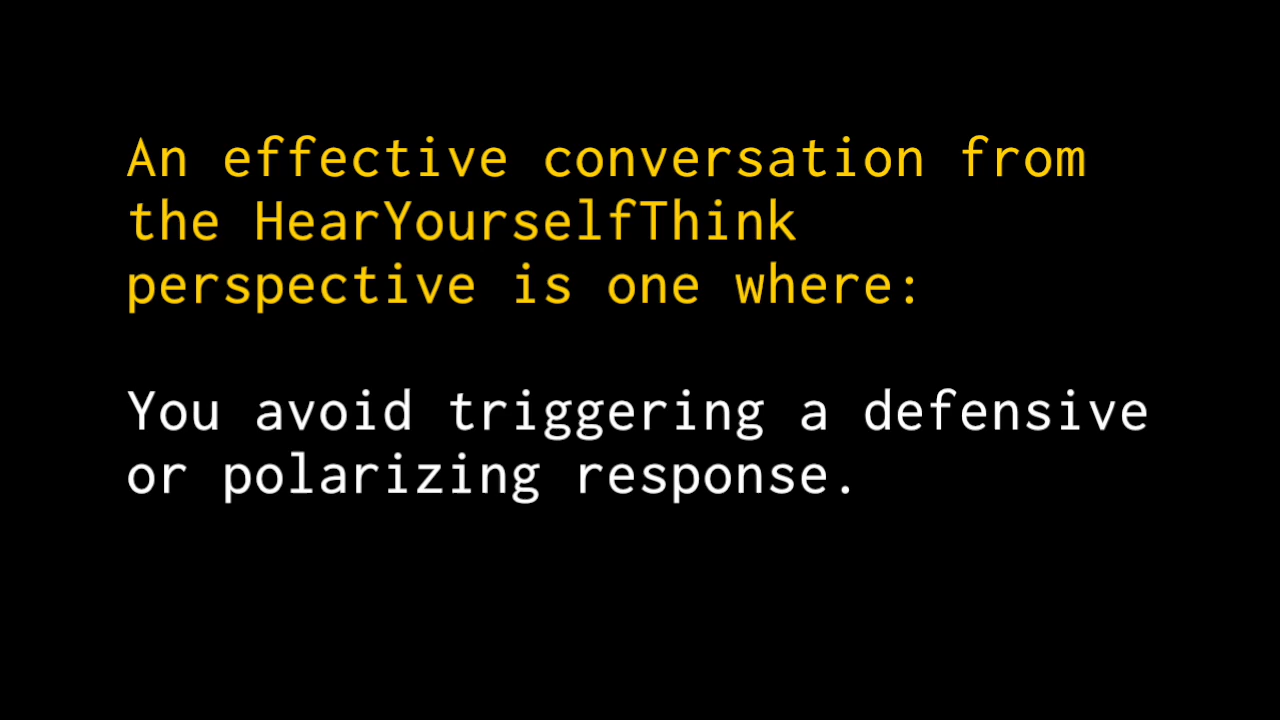 An effective conversation from
the HearYourselfThink
perspective is one where:
You avoid triggering a defensive
or polarizing response.